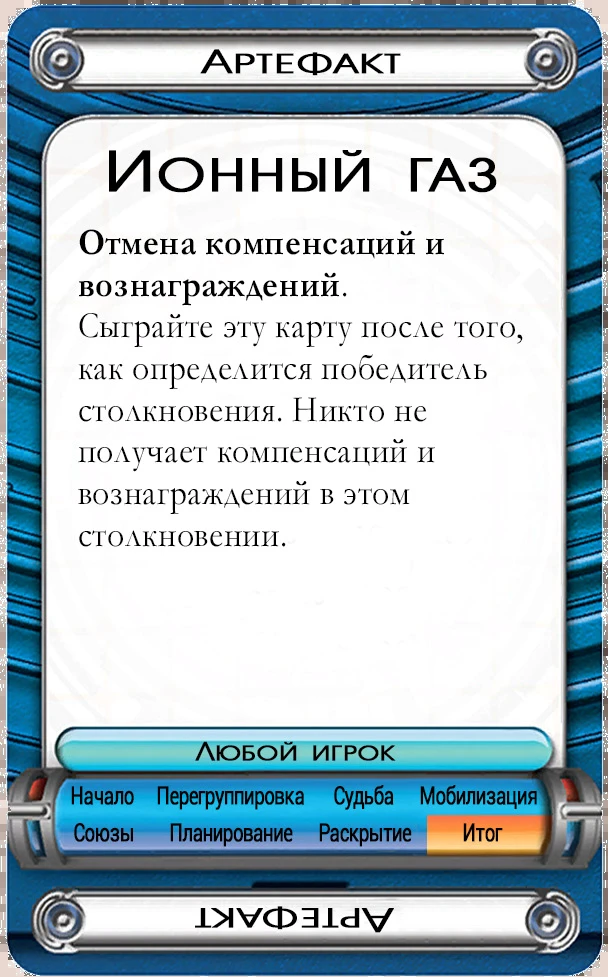 Артефакт
Ионный газ
Отмена компенсаций и
вознаграждений.
Сыграйте эту карту после того,
как определится победитель
столкновения. Никто не
получает компенсаций и
вознаграждений в этом
столкновении.
Любой игрок
Начало Перегруппировка Судьба Мобилизация
Союзы Планирование Раскрытие Итог
Артефакт